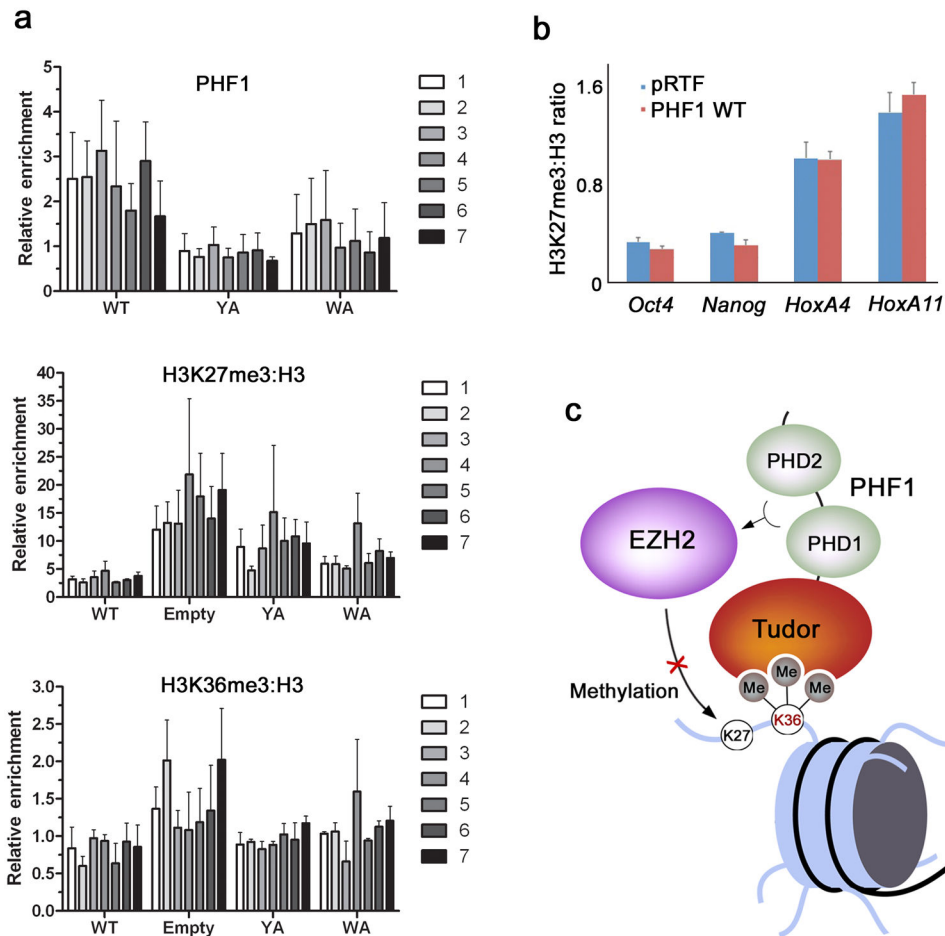 a
PHF1
Relative enrichment
5
4
3
2
1
0
WT YA WA
1
2
3
4
5
6
7
H3K27me3:H3
Relative enrichment
40
35
30
25
20
15
10
5
0
WT Empty YA WA
1
2
3
4
5
6
7
H3K36me3:H3
Relative enrichment
3.0
2.5
2.0
1.5
1.0
0.5
0.0
WT Empty YA WA
1
2
3
4
5
6
7
b
H3K27me3:H3 ratio
1.6
0.8
0
pRTF
PHF1 WT
Oct4 Nanog HoxA4 HoxA11
c
PHD2
PHF1
EZH2
PHD1
Tudor
Me Me Me
Methylation
K27 K36